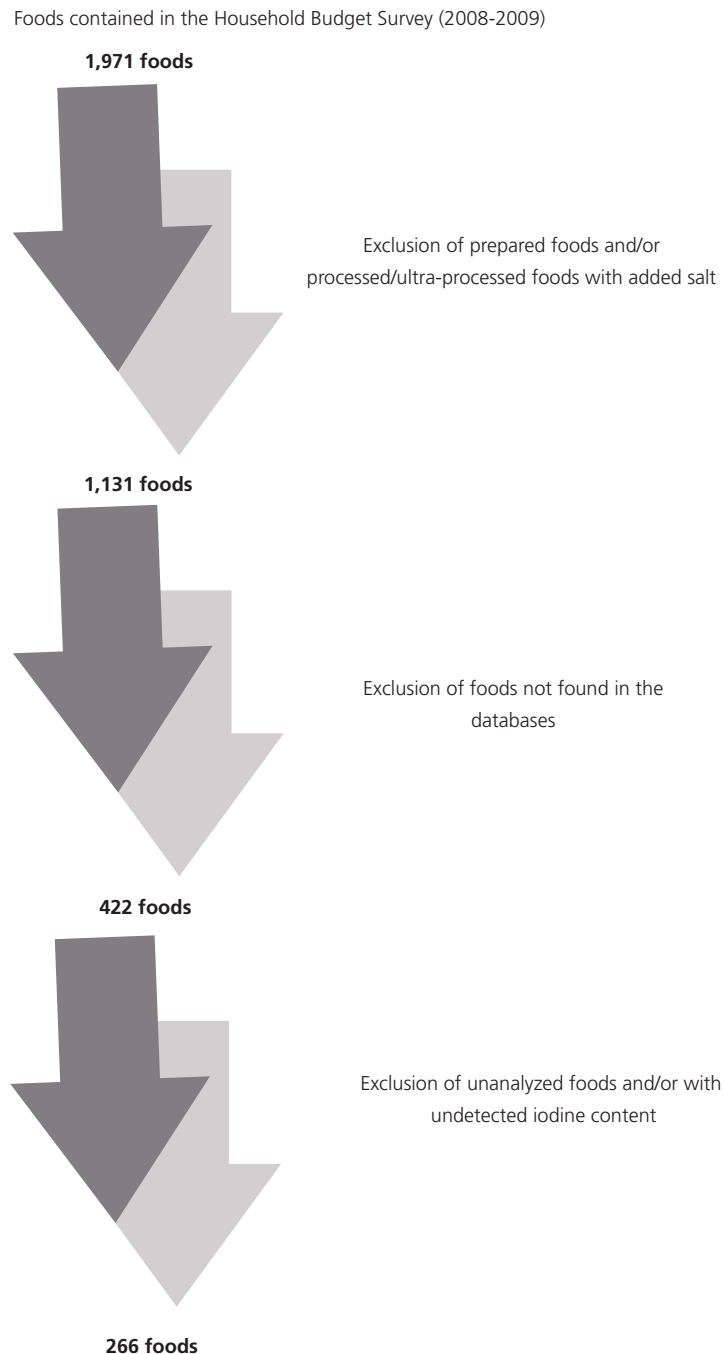 Foods contained in the Household Budget Survey (2008-2009)
1,971 foods
Exclusion of prepared foods and/or
processed/ultra-processed foods with added salt
1,131 foods
Exclusion of foods not found in the
databases
422 foods
Exclusion of unanalyzed foods and/or with
undetected iodine content
266 foods